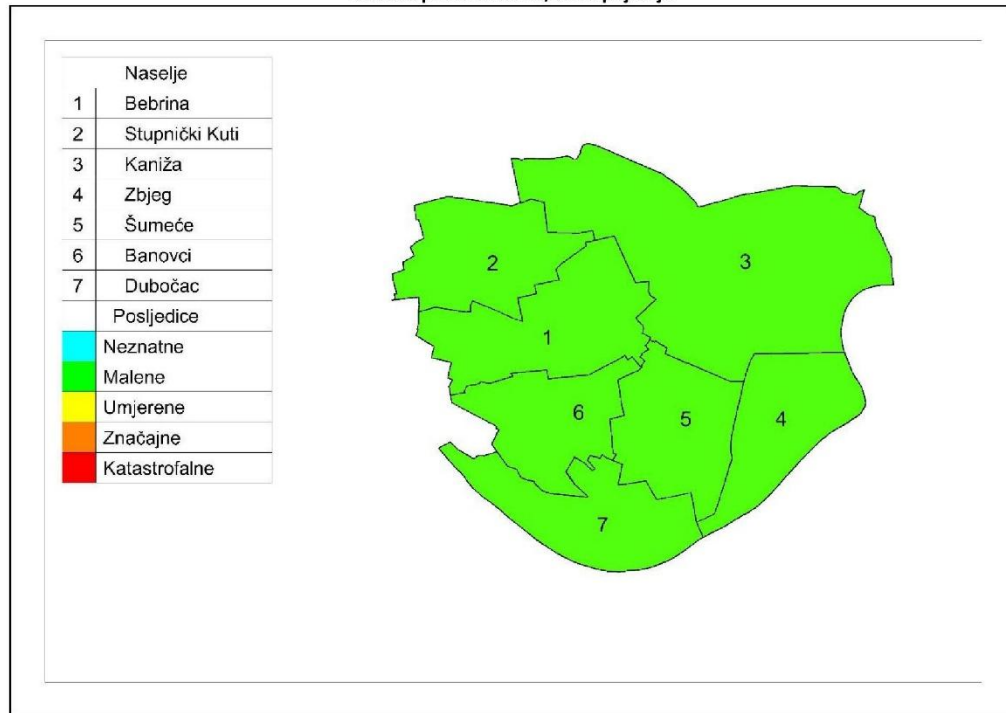 Naselje
1 Bebrina
2 Stupnički Kuti
3 Kaniža
4 Zbjeg
5 Šumeće
6 Banovci
7 Dubočac
Posljedice
Neznatne
Malene
Umjerene
Značajne
Katastrofalne
3
2
1
6
5
4
7